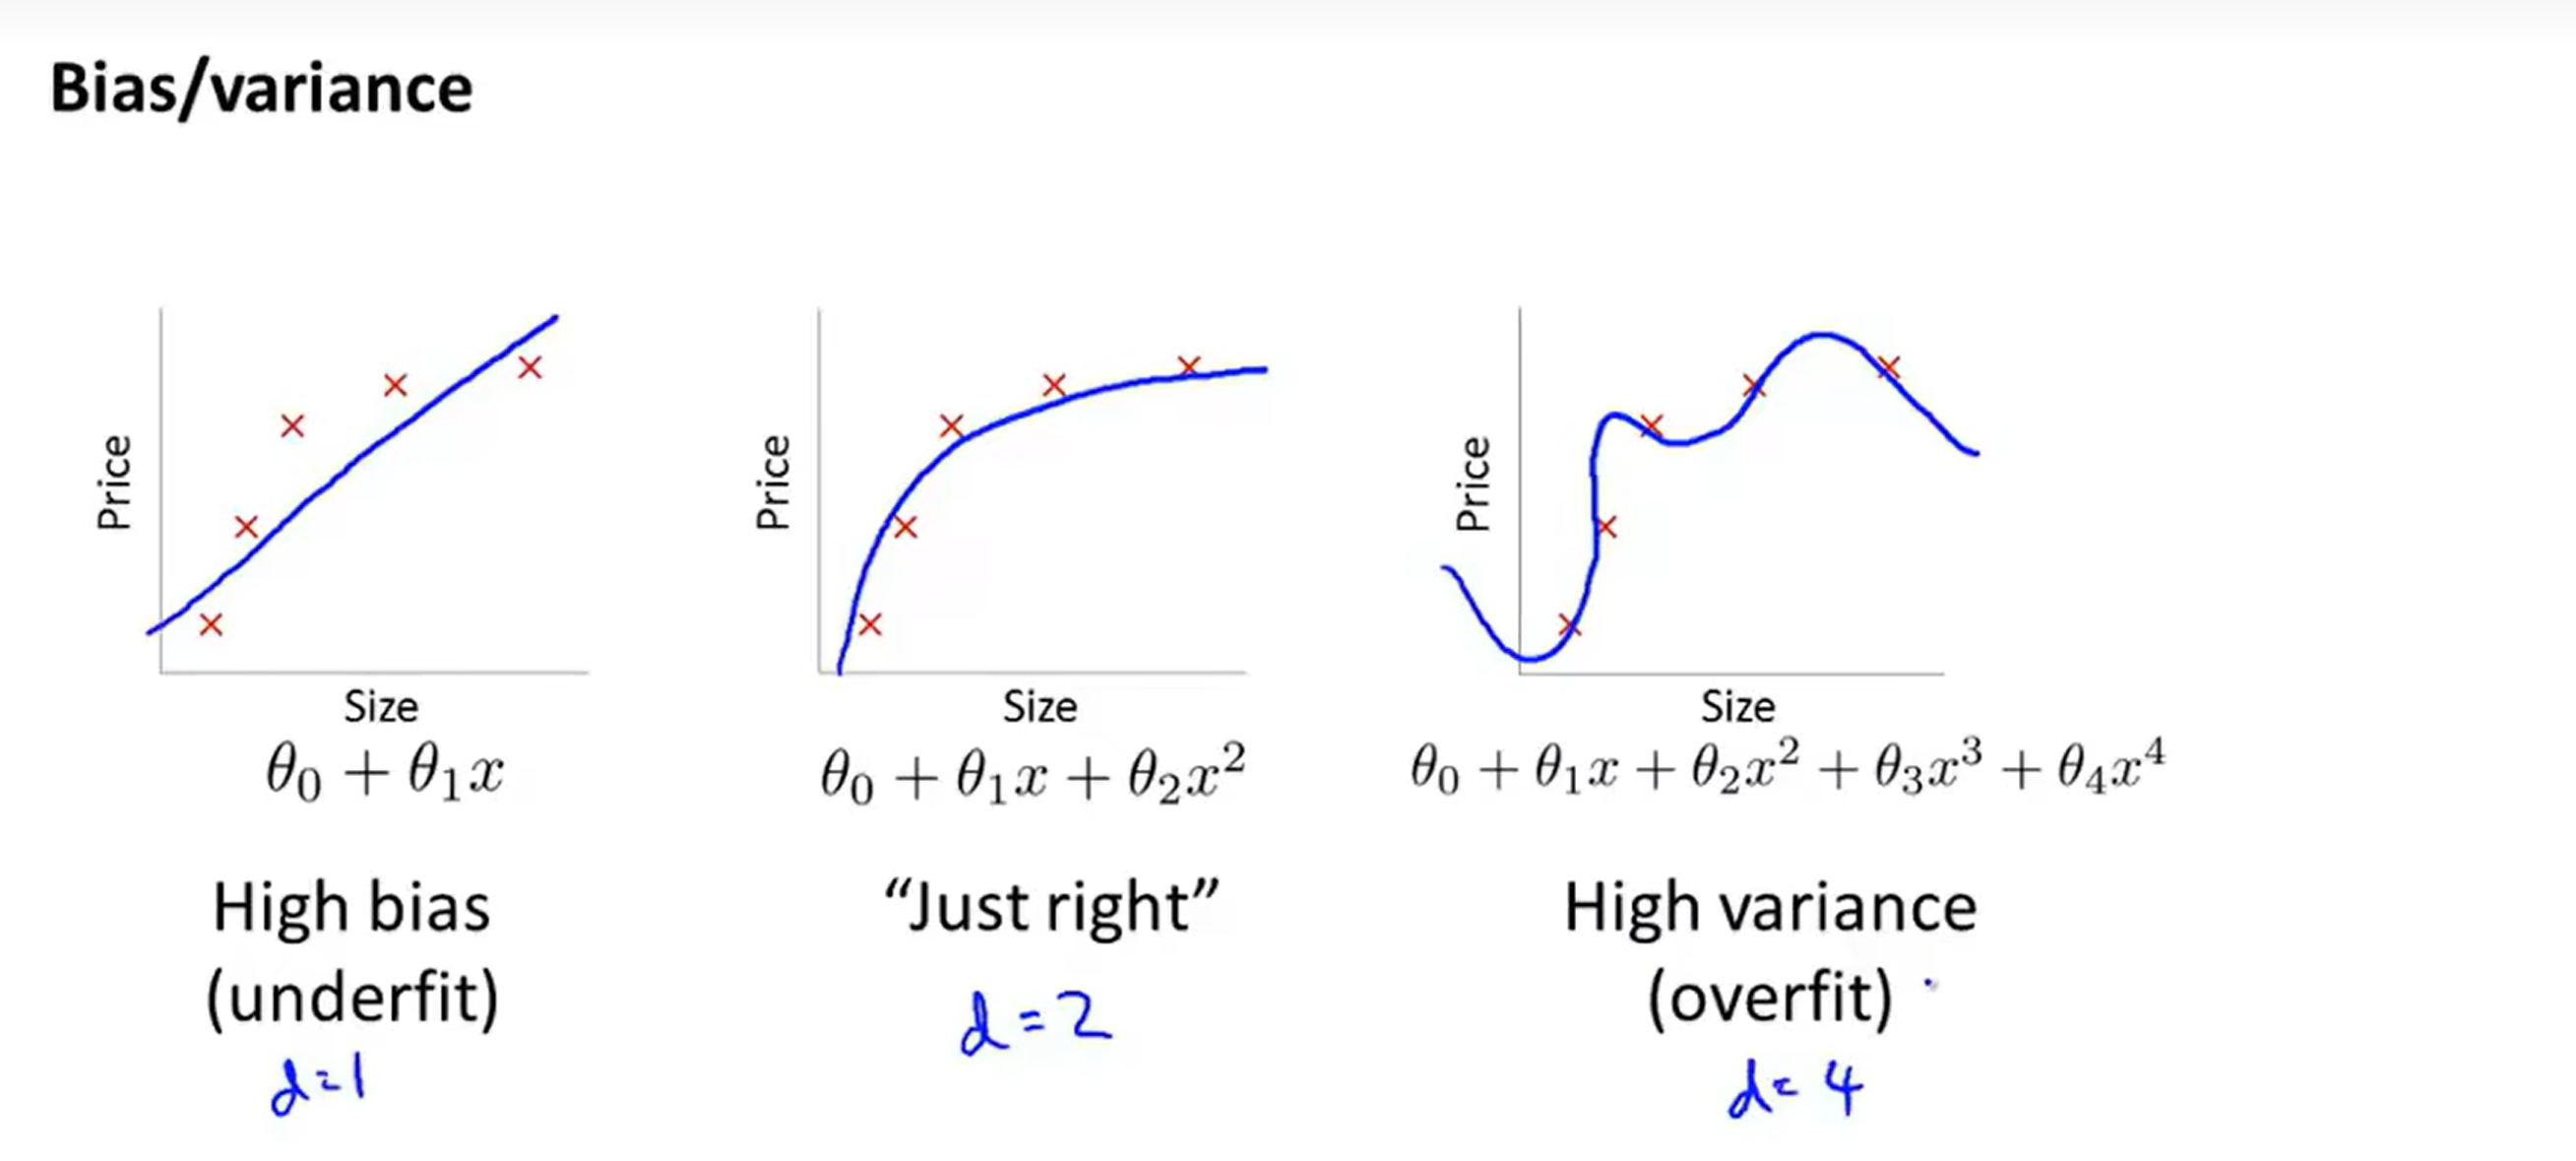 Bias/variance
Price
Size
θ₀ + θ₁x
High bias
(underfit)
d=1
Price
Size
θ₀ + θ₁x + θ₂x²
“Just right”
d=2
Price
Size
θ₀ + θ₁x + θ₂x² + θ₃x³ + θ₄x⁴
High variance
(overfit)
d=4